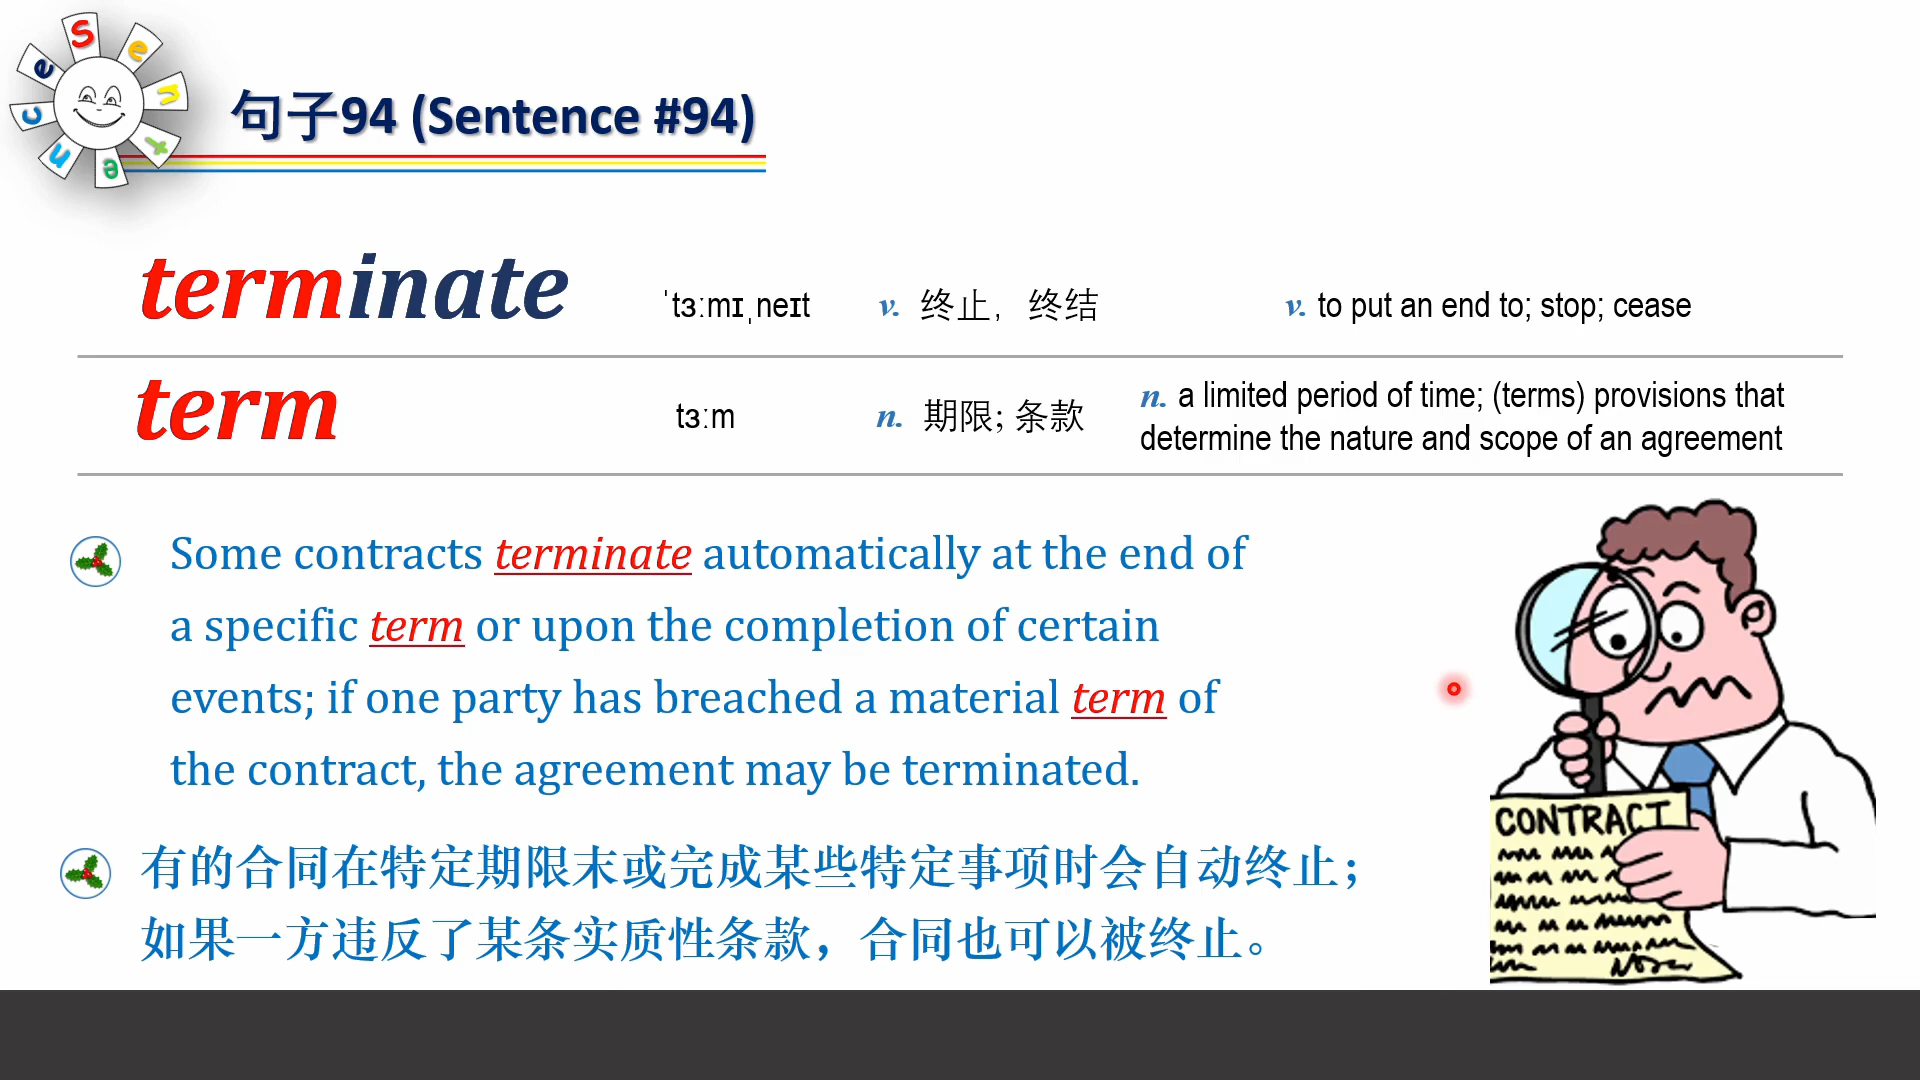 Sentence
句子94 (Sentence #94)
terminate ˈtɜːmɪˌneɪt v. 终止，终结 v. to put an end to; stop; cease
term tɜːm n. 期限; 条款 n. a limited period of time; (terms) provisions that
determine the nature and scope of an agreement
Some contracts terminate automatically at the end of
a specific term or upon the completion of certain
events; if one party has breached a material term of
the contract, the agreement may be terminated.
有的合同在特定期限末或完成某些特定事项时会自动终止；
如果一方违反了某条实质性条款，合同也可以被终止。
CONTRACT